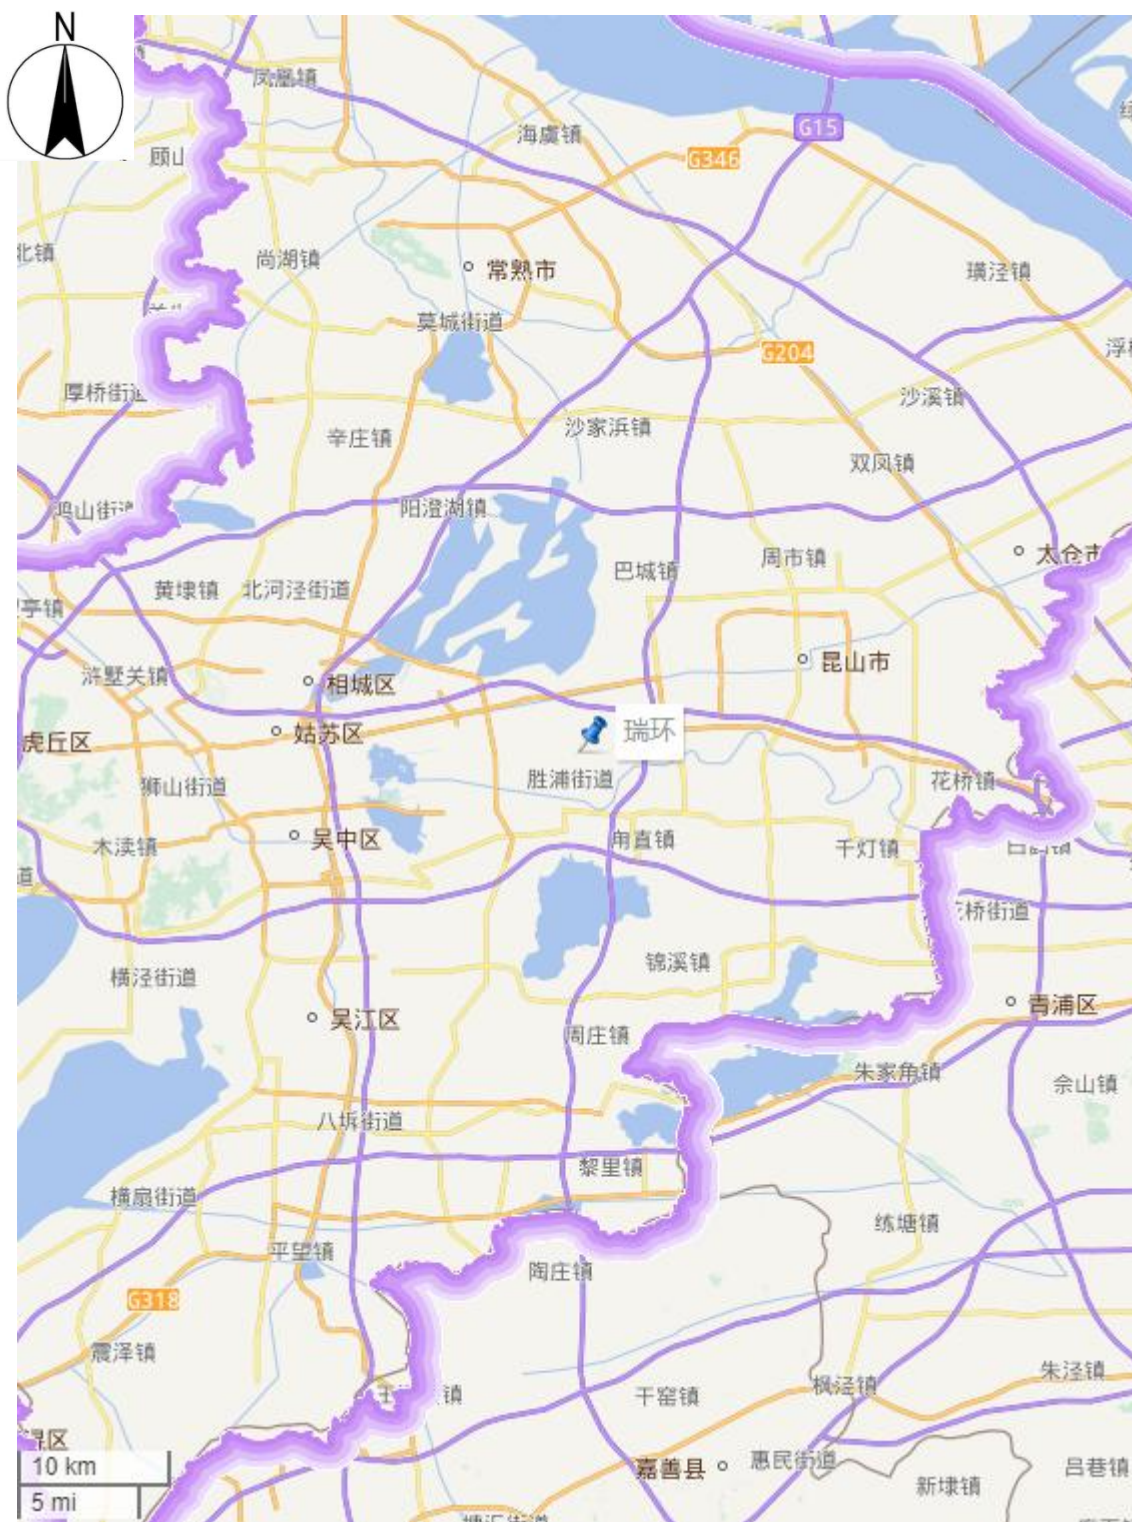 N
凤凰镇
海虞镇
G15
G346
顾山
北镇
尚湖镇
常熟市
璜泾镇
莫城街道
G204
厚桥街道
沙溪镇
辛庄镇
沙家浜镇
双凤镇
鸿山街道
阳澄湖镇
太仓市
黄埭镇
北河泾街道
巴城镇
周市镇
亭镇
浒墅关镇
相城区
昆山市
虎丘区
姑苏区
瑞环
狮山街道
胜浦街道
花桥镇
木渎镇
吴中区
甪直镇
千灯镇
道
桥街道
横泾街道
锦溪镇
吴江区
周庄镇
青浦区
朱家角镇
佘山镇
八坼街道
黎里镇
横扇街道
练塘镇
平望镇
陶庄镇
G318
震泽镇
朱泾镇
镇
干窑镇
枫泾镇
区
10 km
嘉善县
惠民街道
吕巷镇
5 mi
新埭镇